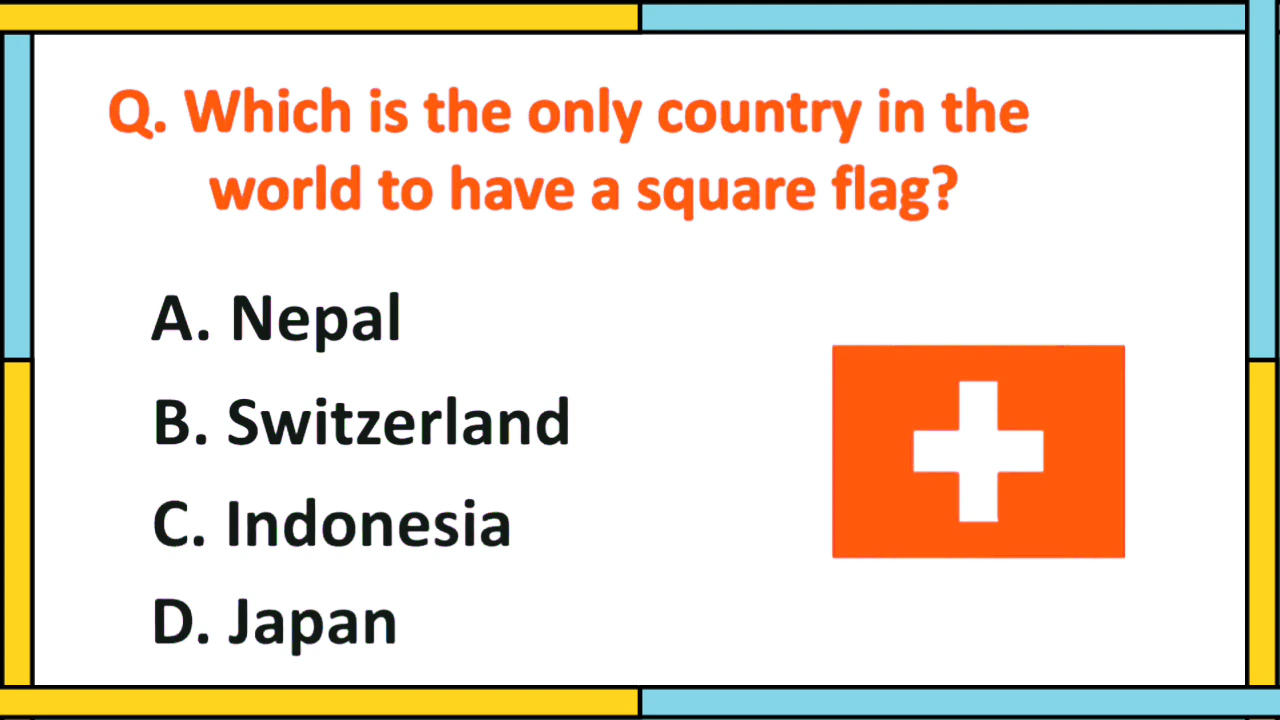 Q. Which is the only country in the
world to have a square flag?
A. Nepal
B. Switzerland
C. Indonesia
D. Japan